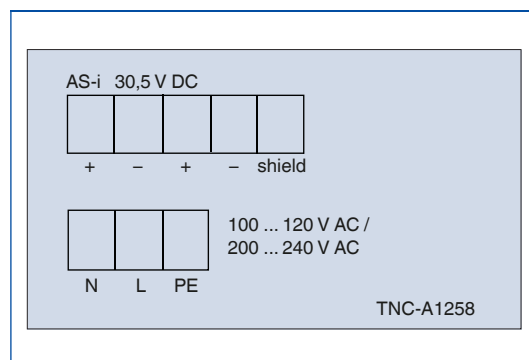 AS-i 30,5 V DC
+ – + – shield
100 ... 120 V AC /
200 ... 240 V AC
N L PE
TNC-A1258